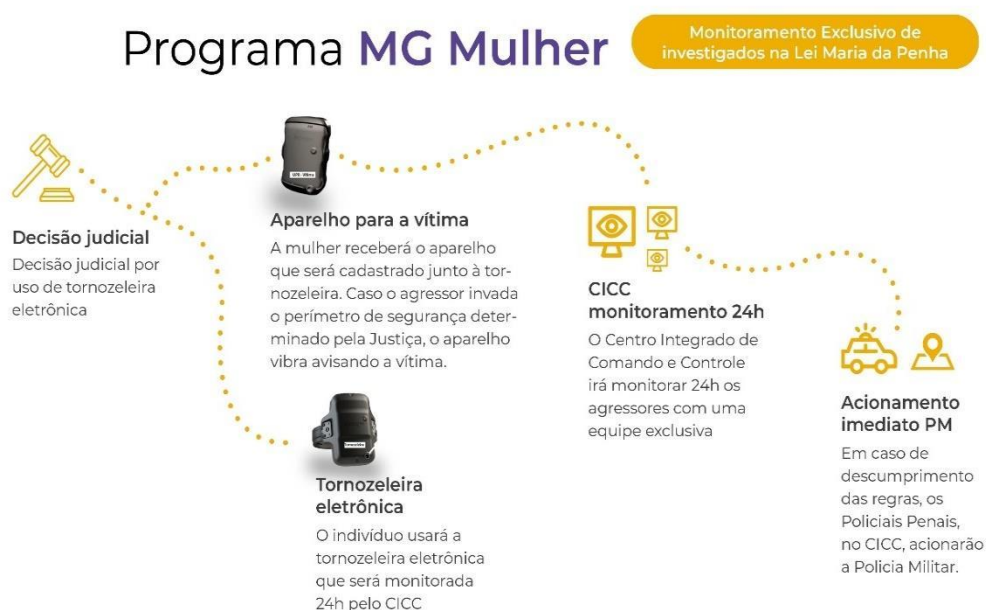 Programa MG Mulher
Monitoramento Exclusivo de
investigados na Lei Maria da Penha
Decisão judicial
Decisão judicial por
uso de tornozeleira
eletrônica
Aparelho para a vítima
A mulher receberá o aparelho
que será cadastrado junto à tor-
nozeleira. Caso o agressor invada
o perímetro de segurança deter-
minado pela Justiça, o aparelho
vibra avisando a vítima.
Tornozeleira
eletrônica
O indivíduo usará a
tornozeleira eletrônica
que será monitorada
24h pelo CICC
CICC
monitoramento 24h
O Centro Integrado de
Comando e Controle
irá monitorar 24h os
agressores com uma
equipe exclusiva
Acionamento
imediato PM
Em caso de
descumprimento
das regras, os
Policiais Penais,
no CICC, acionarão
a Policia Militar.